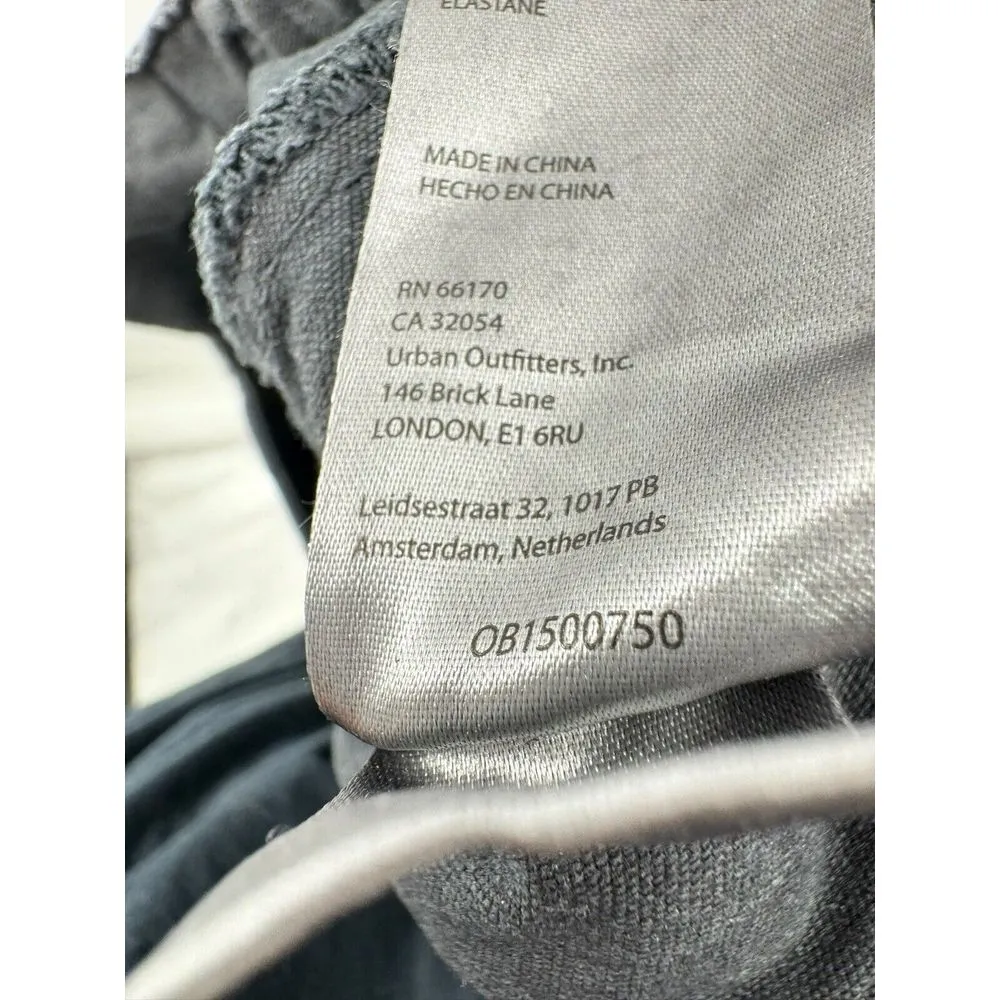 ELASTANE
MADE IN CHINA
HECHO EN CHINA
RN 66170
CA 32054
Urban Outfitters, Inc.
146 Brick Lane
LONDON, E1 6RU
Leidsestraat 32, 1017 PB
Amsterdam, Netherlands
OB1500750